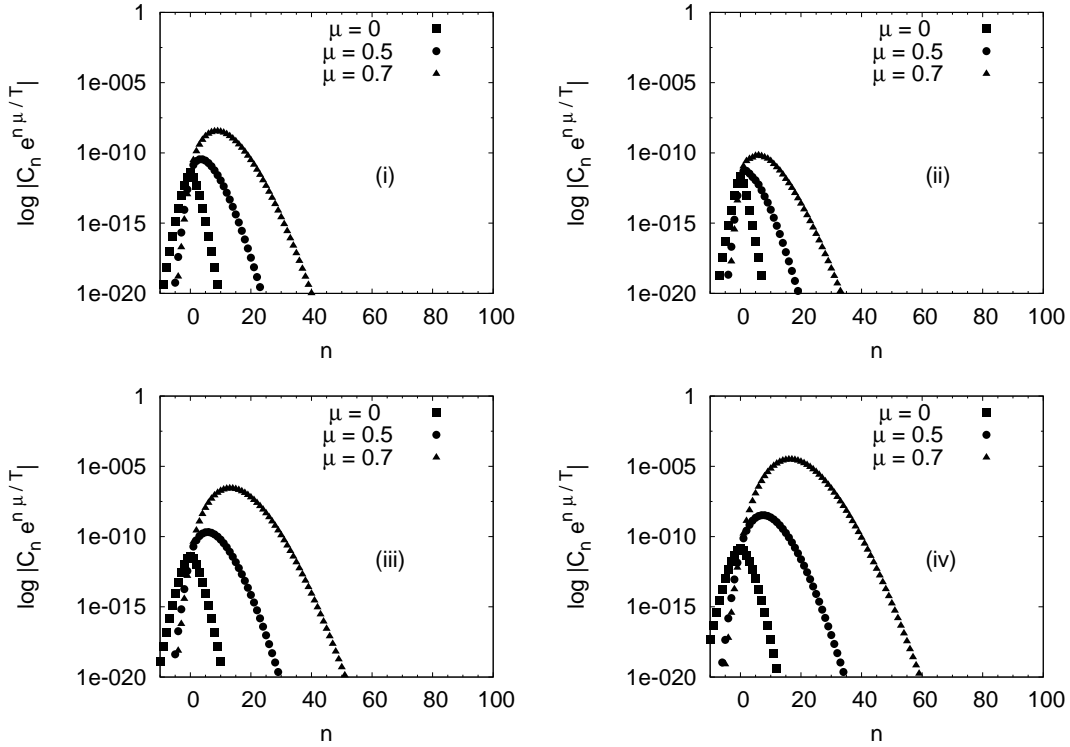 1
1e-005
1e-010
1e-015
1e-020
0 20 40 60 80 100
n
log |C_n e^{n μ / T}|
μ = 0
μ = 0.5
μ = 0.7
(i)
1
1e-005
1e-010
1e-015
1e-020
0 20 40 60 80 100
n
log |C_n e^{n μ / T}|
μ = 0
μ = 0.5
μ = 0.7
(ii)
1
1e-005
1e-010
1e-015
1e-020
0 20 40 60 80 100
n
log |C_n e^{n μ / T}|
μ = 0
μ = 0.5
μ = 0.7
(iii)
1
1e-005
1e-010
1e-015
1e-020
0 20 40 60 80 100
n
log |C_n e^{n μ / T}|
μ = 0
μ = 0.5
μ = 0.7
(iv)